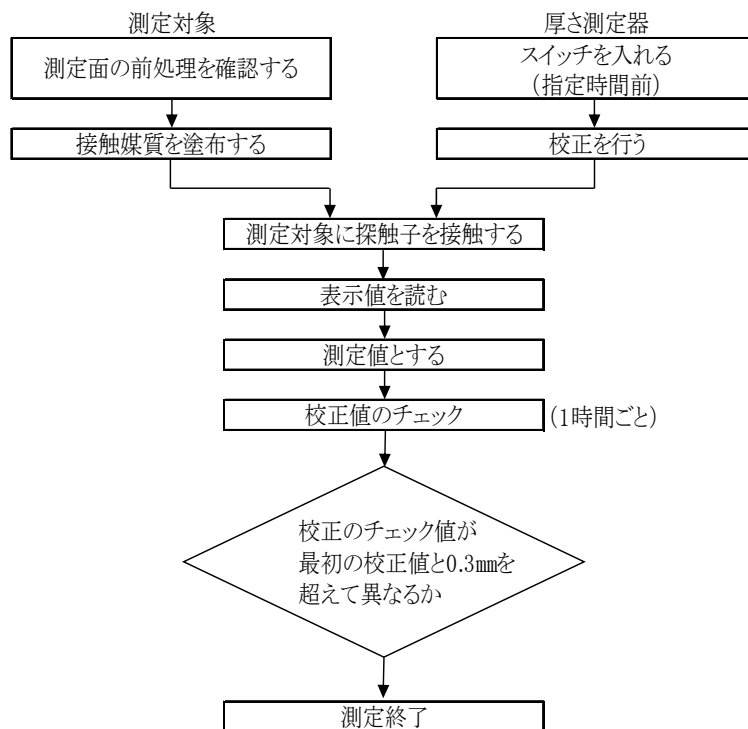 測定対象
厚さ測定器
測定面の前処理を確認する
スイッチを入れる
(指定時間前)
接触媒質を塗布する
校正を行う
測定対象に探触子を接触する
表示値を読む
測定値とする
校正値のチェック
(1時間ごと)
校正のチェック値が
最初の校正値と0.3㎜を
超えて異なるか
測定終了